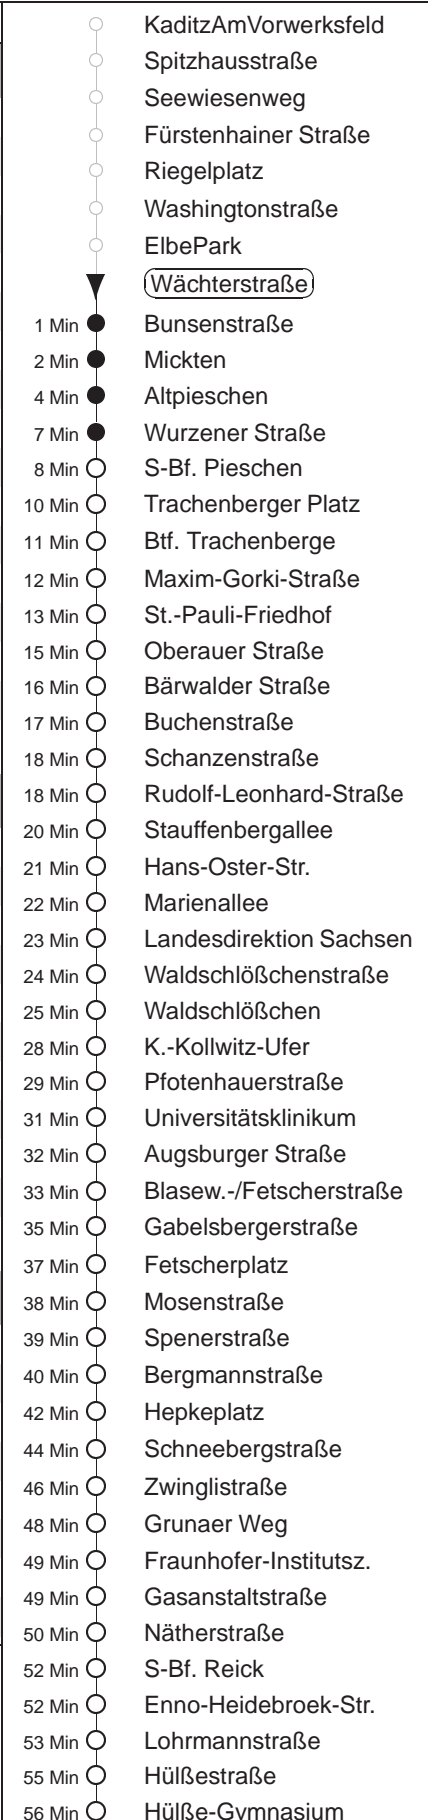 KaditzAmVorwerksfeld
Spitzhausstraße
Seewiesenweg
Fürstenhainer Straße
Riegelplatz
Washingtonstraße
ElbePark
Wächterstraße
1 Min Bunsenstraße
2 Min Mickten
4 Min Altpieschen
7 Min Wurzener Straße
8 Min S-Bf. Pieschen
10 Min Trachenberger Platz
11 Min Btf. Trachenberge
12 Min Maxim-Gorki-Straße
13 Min St.-Pauli-Friedhof
15 Min Oberauer Straße
16 Min Bärwalder Straße
17 Min Buchenstraße
18 Min Schanzenstraße
18 Min Rudolf-Leonhard-Straße
20 Min Stauffenbergallee
21 Min Hans-Oster-Str.
22 Min Marienallee
23 Min Landesdirektion Sachsen
24 Min Waldschlößchenstraße
25 Min Waldschlößchen
28 Min K.-Kollwitz-Ufer
29 Min Pfotenhauerstraße
31 Min Universitätsklinikum
32 Min Augsburger Straße
33 Min Blasew.-/Fetscherstraße
35 Min Gabelsbergerstraße
37 Min Fetscherplatz
38 Min Mosenstraße
39 Min Spenerstraße
40 Min Bergmannstraße
42 Min Hepkeplatz
44 Min Schneebergstraße
46 Min Zwinglistraße
48 Min Grunaer Weg
49 Min Fraunhofer-Institutsz.
49 Min Gasanstaltstraße
50 Min Nätherstraße
52 Min S-Bf. Reick
52 Min Enno-Heidebroek-Str.
53 Min Lohrmannstraße
55 Min Hülßestraße
56 Min Hülße-Gymnasium